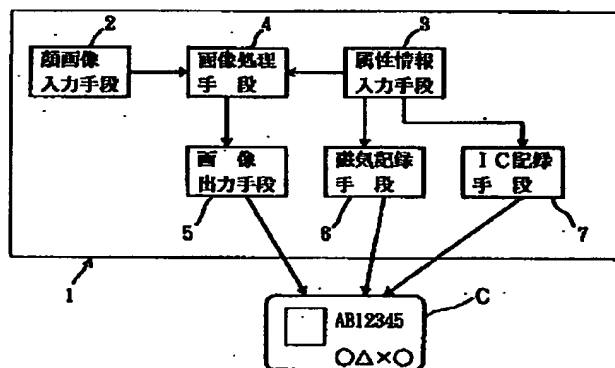 2
4
3
顔画像
入力手段
画像処理
手 段
属性情報
入力手段
画 像
出力手段
磁気記録
手 段
IC記録
手 段
5
6
7
1
C
AB12345
○△×○